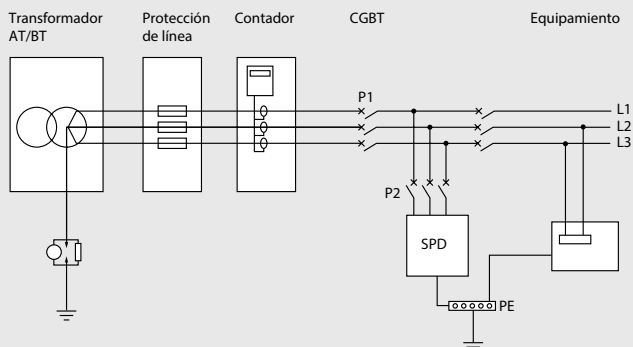 Transformador
AT/BT
Protección
de línea
Contador
CGBT
Equipamiento
P1
L1
L2
L3
P2
SPD
PE